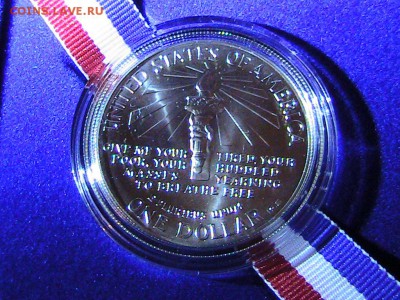 COINS.LAVE.RU
UNITED STATES OF AMERICA
GIVE ME YOUR TIRED, YOUR
POOR, YOUR HUDDLED
MASSES YEARNING
TO BREATHE FREE
E PLURIBUS UNUM
ONE DOLLAR